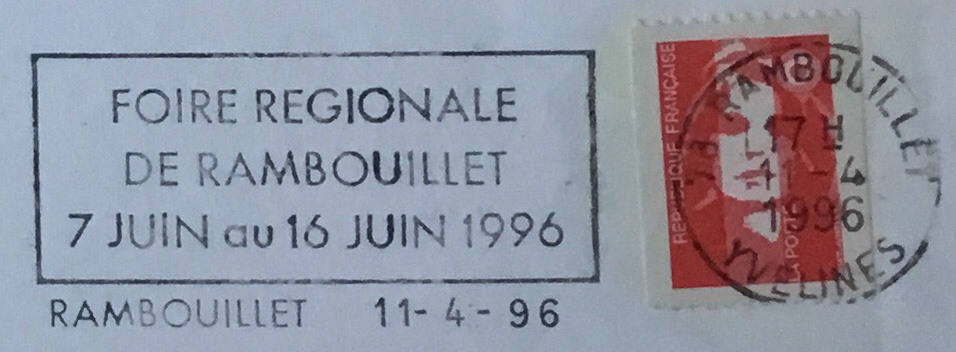 FOIRE REGIONALE
DE RAMBOUILLET
7 JUIN au 16 JUIN 1996
RAMBOUILLET 11-4-96
REPUBLIQUE FRANÇAISE
LA POSTE
78 RAMBOUILLET
17 H
11-4
1996
YVELINES